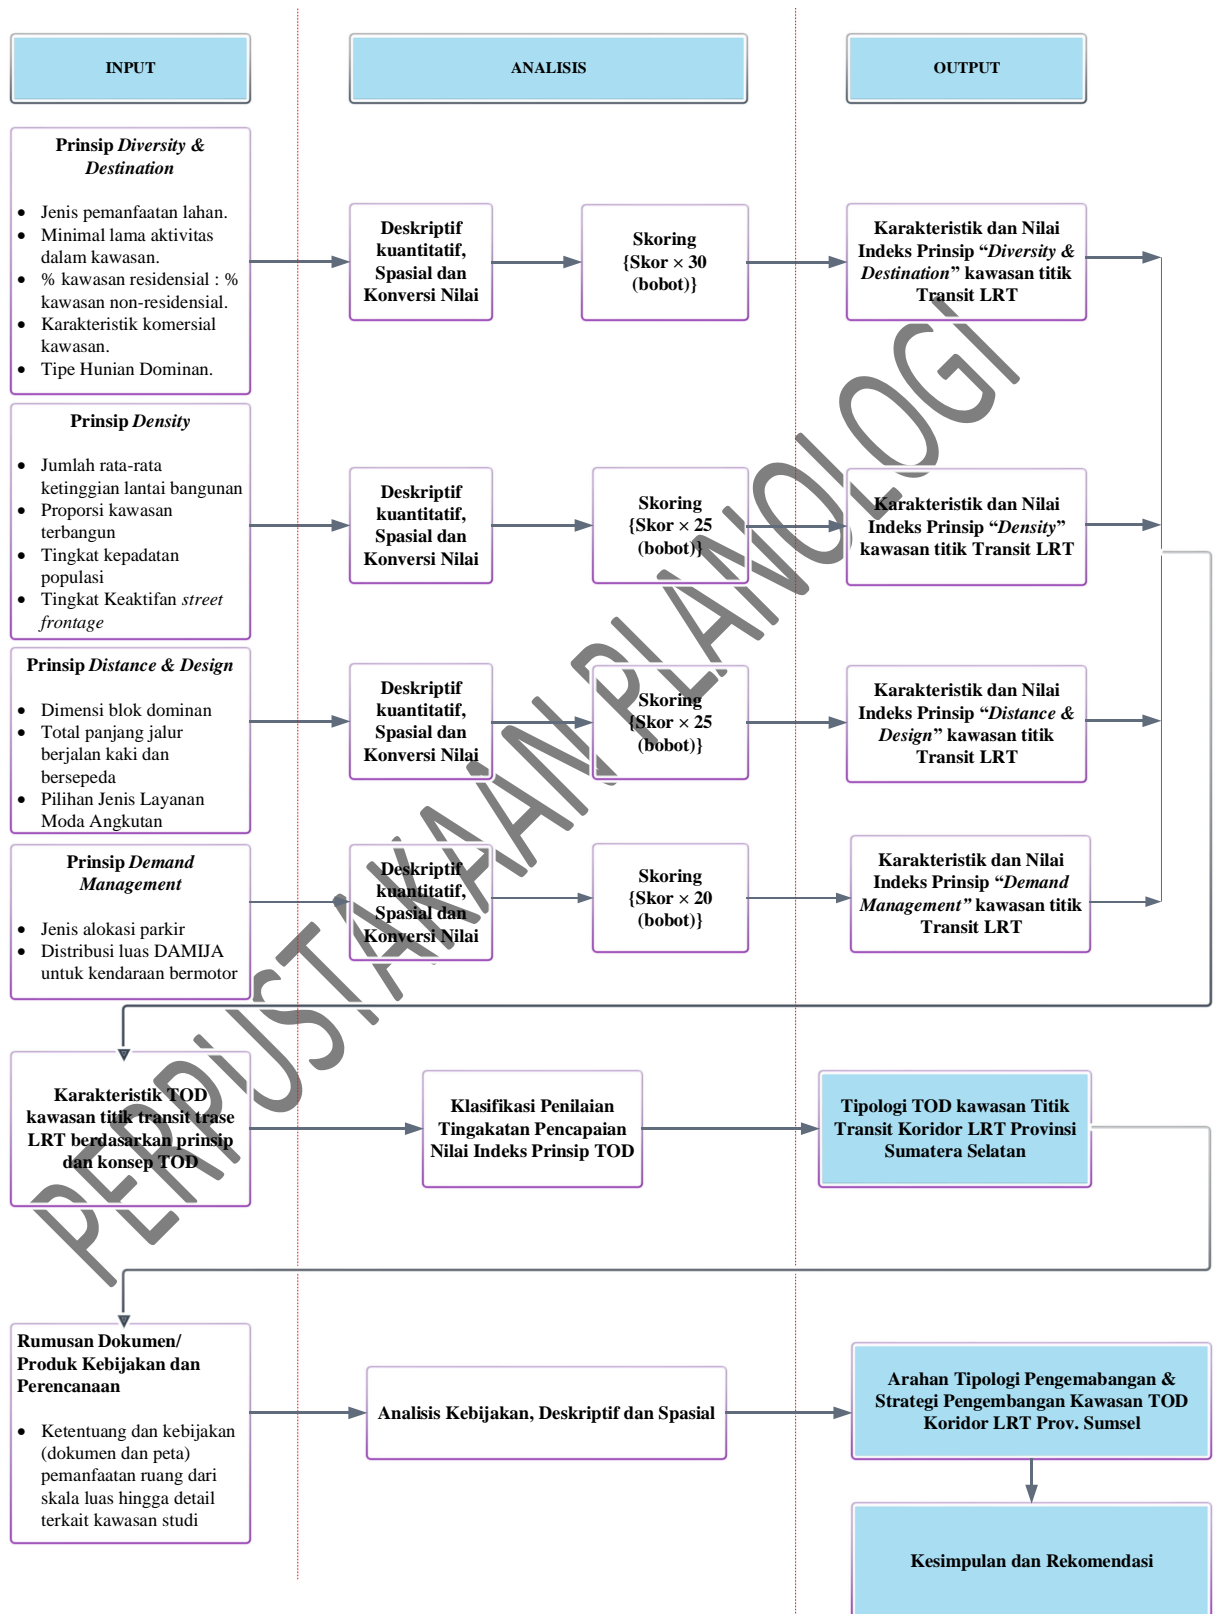 INPUT
ANALISIS
OUTPUT
Prinsip Diversity &
Destination
• Jenis pemanfaatan lahan.
• Minimal lama aktivitas
dalam kawasan.
• % kawasan residensial : %
kawasan non-residensial.
• Karakteristik komersial
kawasan.
• Tipe Hunian Dominan.
Deskriptif
kuantitatif,
Spasial dan
Konversi Nilai
Skoring
{Skor × 30
(bobot)}
Karakteristik dan Nilai
Indeks Prinsip “Diversity &
Destination” kawasan titik
Transit LRT
Prinsip Density
• Jumlah rata-rata
ketinggian lantai bangunan
• Proporsi kawasan
terbangun
• Tingkat kepadatan
populasi
• Tingkat Keaktifan street
frontage
Deskriptif
kuantitatif,
Spasial dan
Konversi Nilai
Skoring
{Skor × 25
(bobot)}
Karakteristik dan Nilai
Indeks Prinsip “Density”
kawasan titik Transit LRT
Prinsip Distance & Design
• Dimensi blok dominan
• Total panjang jalur
berjalan kaki dan
bersepeda
• Pilihan Jenis Layanan
Moda Angkutan
Deskriptif
kuantitatif,
Spasial dan
Konversi Nilai
Skoring
{Skor × 25
(bobot)}
Karakteristik dan Nilai
Indeks Prinsip “Distance &
Design” kawasan titik
Transit LRT
Prinsip Demand
Management
• Jenis alokasi parkir
• Distribusi luas DAMIJA
untuk kendaraan bermotor
Deskriptif
kuantitatif,
Spasial dan
Konversi Nilai
Skoring
{Skor × 20
(bobot)}
Karakteristik dan Nilai
Indeks Prinsip “Demand
Management” kawasan titik
Transit LRT
Karakteristik TOD
kawasan titik transit trase
LRT berdasarkan prinsip
dan konsep TOD
Klasifikasi Penilaian
Tingakatan Pencapaian
Nilai Indeks Prinsip TOD
Tipologi TOD kawasan Titik
Transit Koridor LRT Provinsi
Sumatera Selatan
Rumusan Dokumen/
Produk Kebijakan dan
Perencanaan
• Ketentuang dan kebijakan
(dokumen dan peta)
pemanfaatan ruang dari
skala luas hingga detail
terkait kawasan studi
Analisis Kebijakan, Deskriptif dan Spasial
Arahan Tipologi Pengemabangan &
Strategi Pengembangan Kawasan TOD
Koridor LRT Prov. Sumsel
Kesimpulan dan Rekomendasi
PERPUSTAKAAN PLANOLOGI